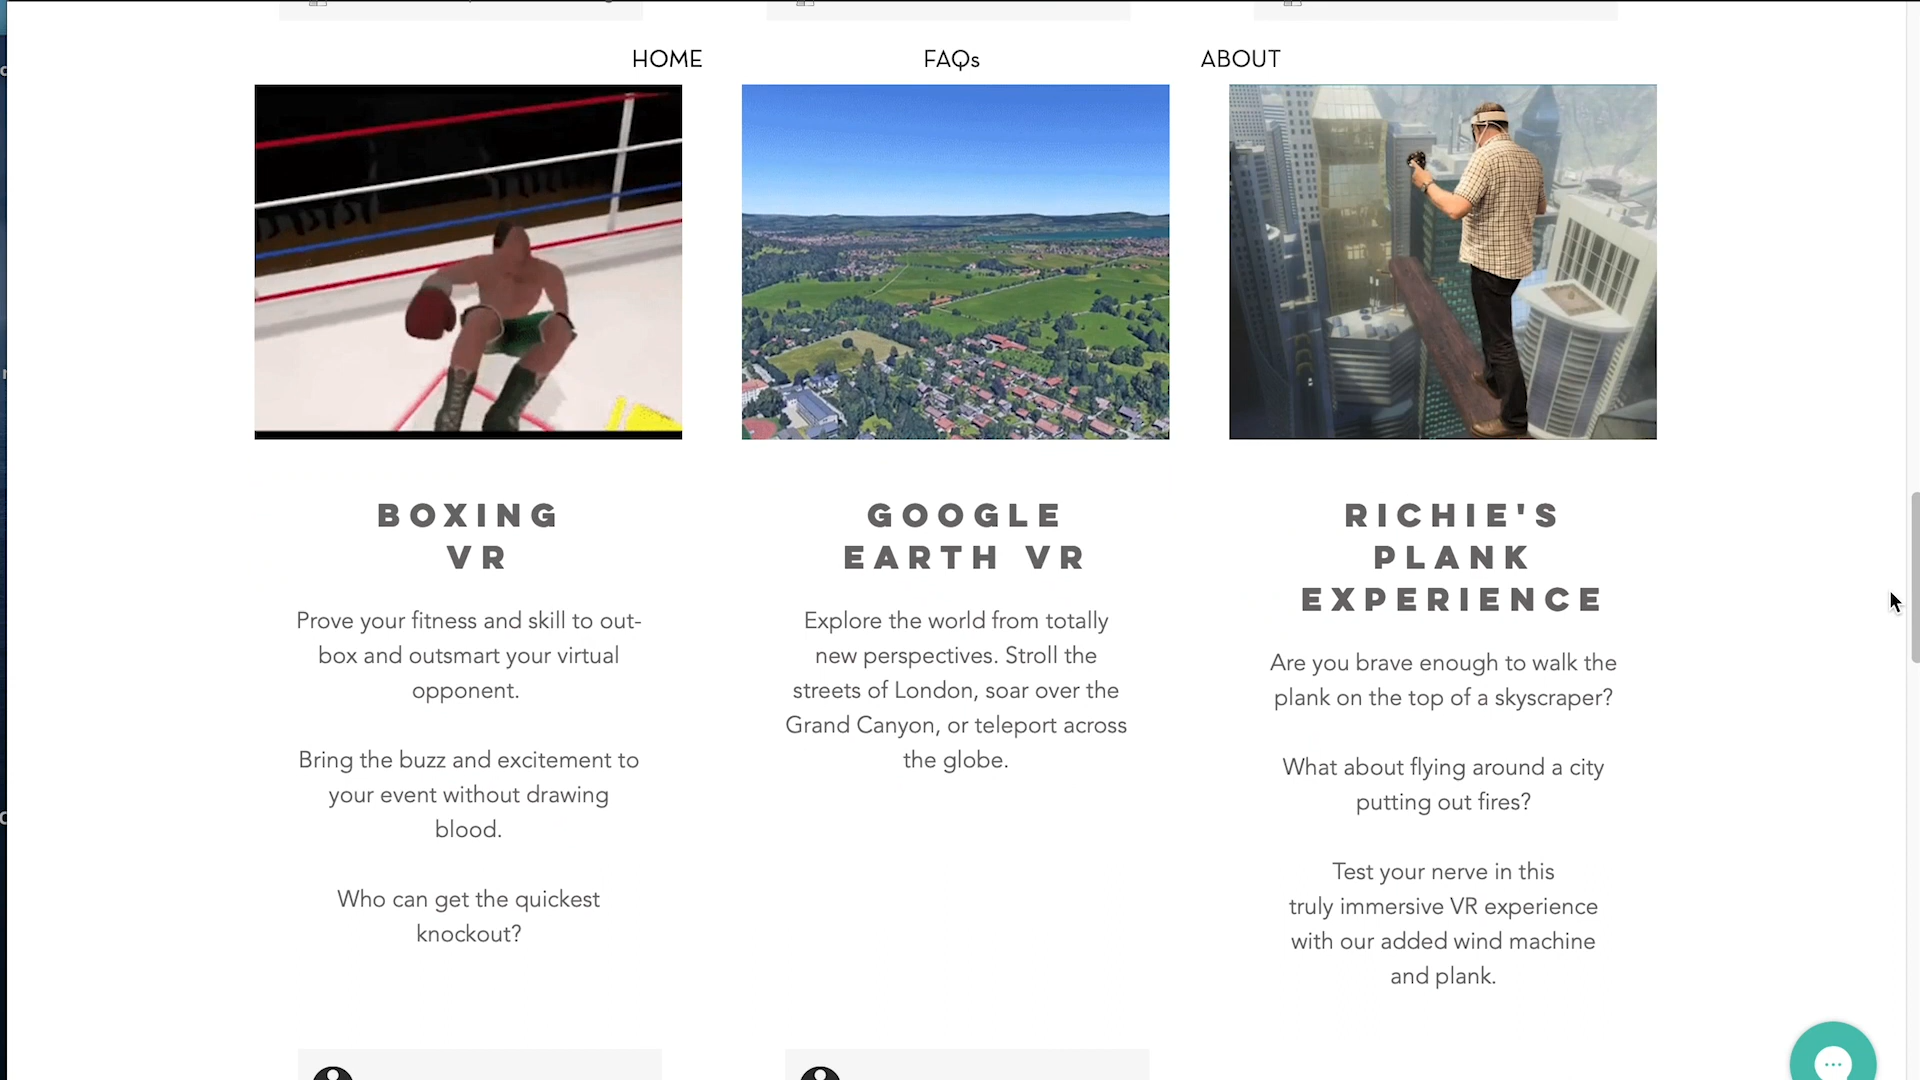 HOME
FAQs
ABOUT
BOXING
VR
Prove your fitness and skill to out-
box and outsmart your virtual
opponent.
Bring the buzz and excitement to
your event without drawing
blood.
Who can get the quickest
knockout?
GOOGLE
EARTH VR
Explore the world from totally
new perspectives. Stroll the
streets of London, soar over the
Grand Canyon, or teleport across
the globe.
RICHIE'S
PLANK
EXPERIENCE
Are you brave enough to walk the
plank on the top of a skyscraper?
What about flying around a city
putting out fires?
Test your nerve in this
truly immersive VR experience
with our added wind machine
and plank.